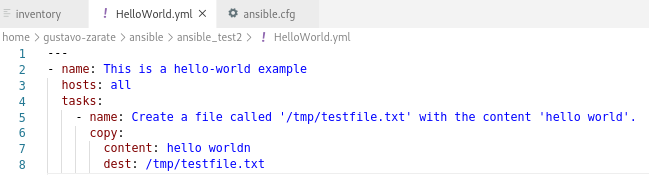 inventory ! HelloWorld.yml × ansible.cfg
home > gustavo-zarate > ansible > ansible_test2 > ! HelloWorld.yml
1 ---
2 - name: This is a hello-world example
3 hosts: all
4 tasks:
5 - name: Create a file called '/tmp/testfile.txt' with the content 'hello world'.
6 copy:
7 content: hello worldn
8 dest: /tmp/testfile.txt